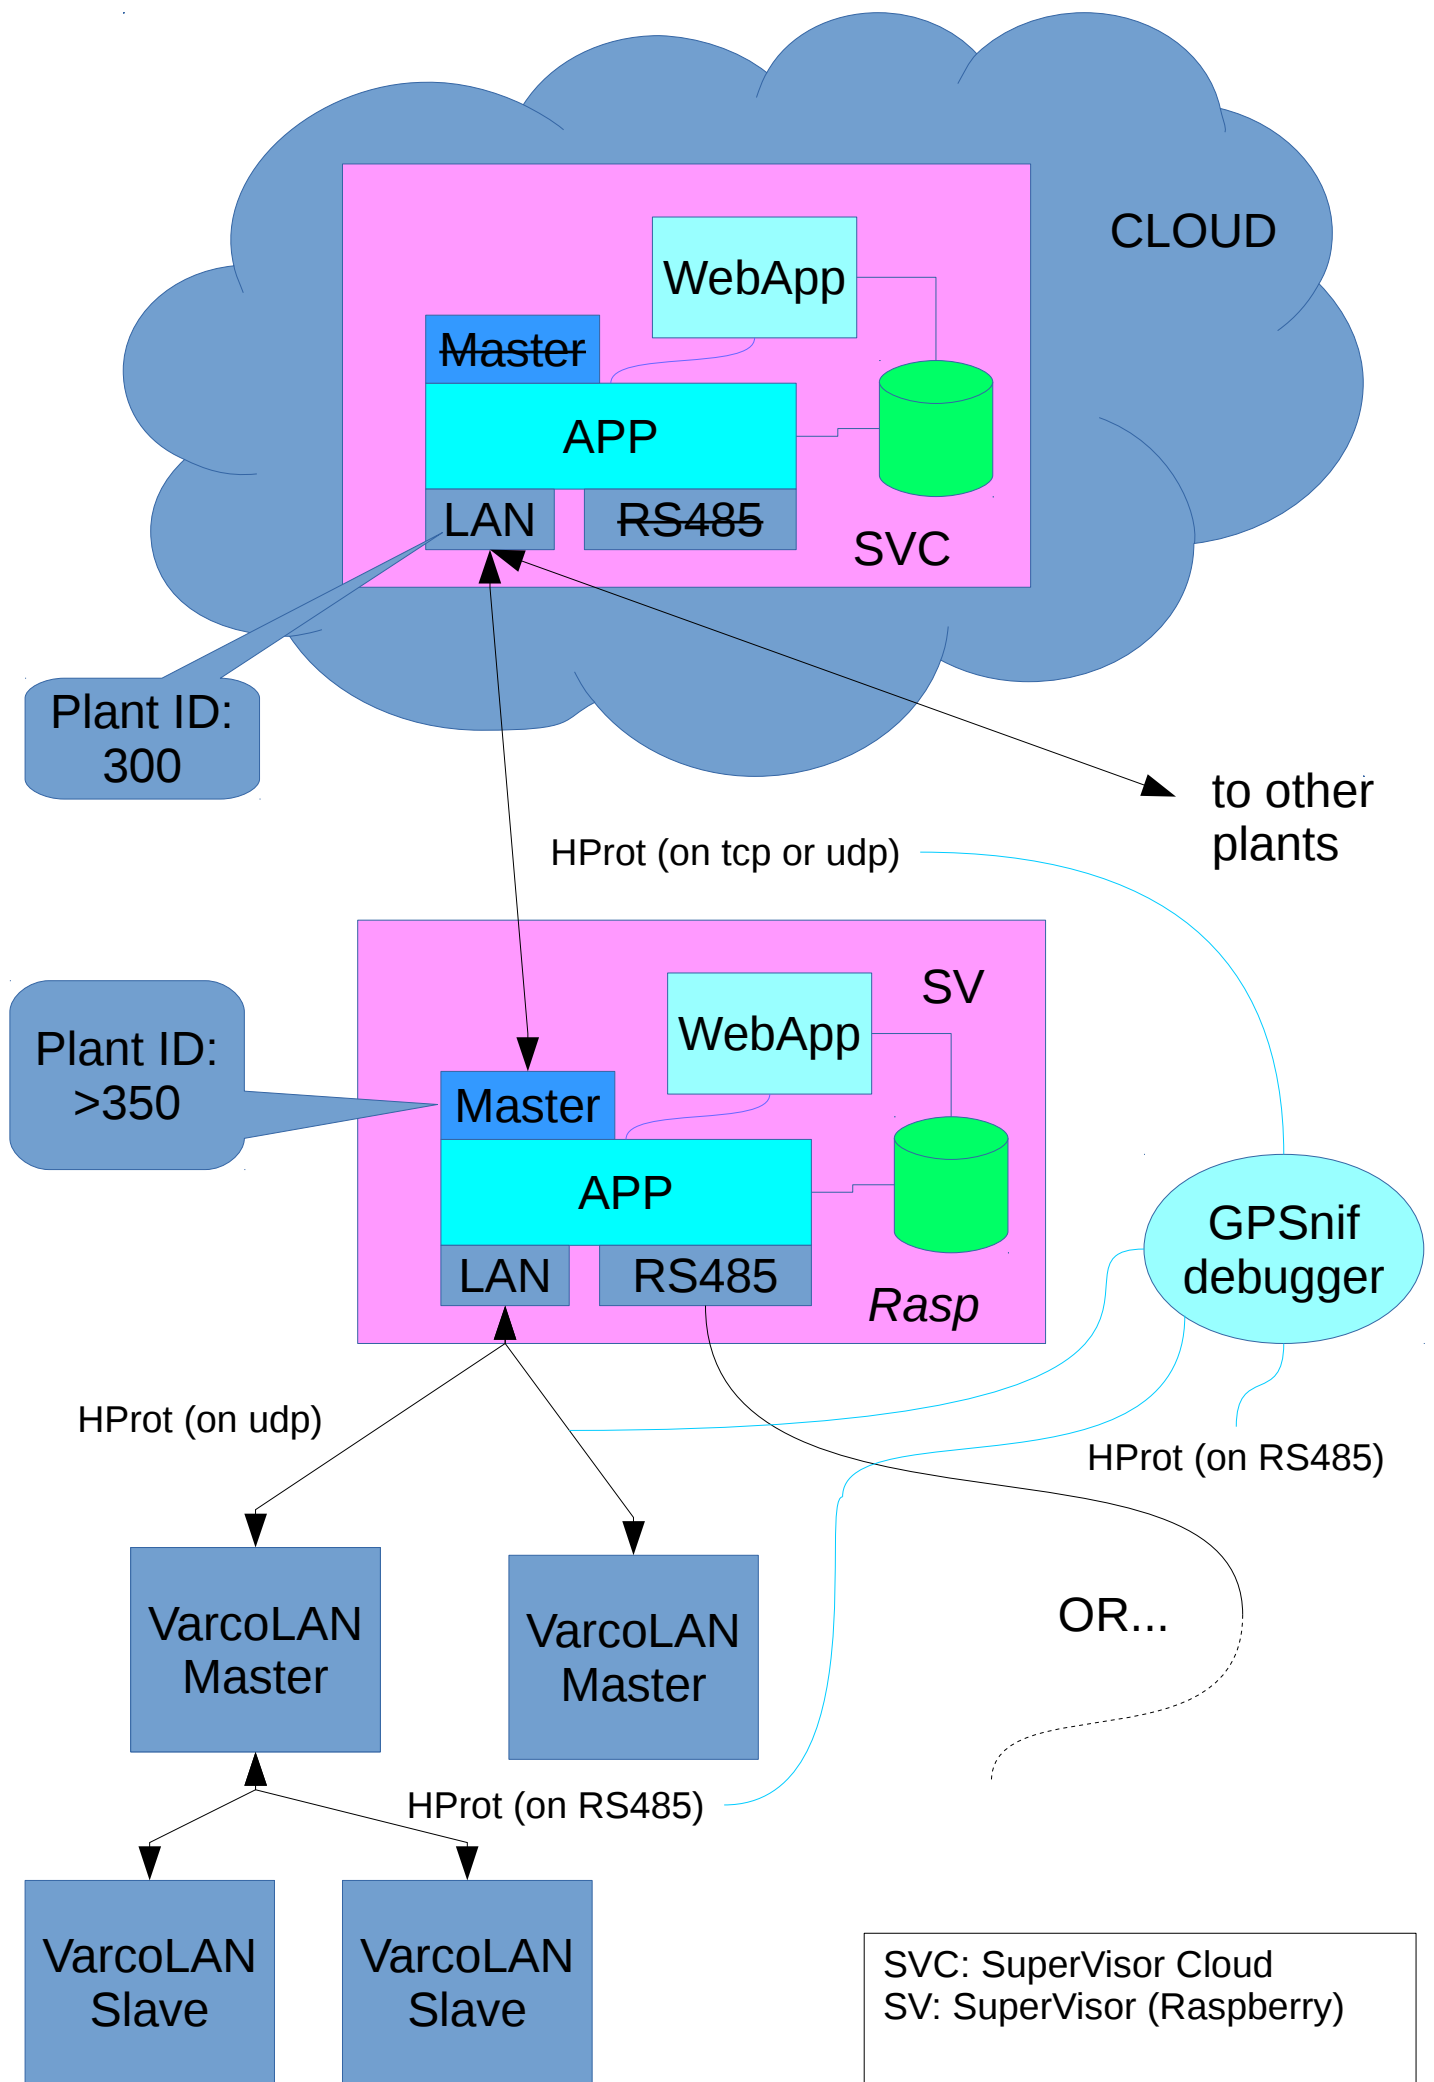 CLOUD
WebApp
Master
APP
LAN
RS485
SVC
Plant ID:
300
to other
plants
HProt (on tcp or udp)
SV
WebApp
Plant ID:
>350
Master
APP
LAN
RS485
Rasp
GPSnif
debugger
HProt (on udp)
HProt (on RS485)
VarcoLAN
Master
VarcoLAN
Master
OR...
HProt (on RS485)
VarcoLAN
Slave
VarcoLAN
Slave
SVC: SuperVisor Cloud
SV: SuperVisor (Raspberry)